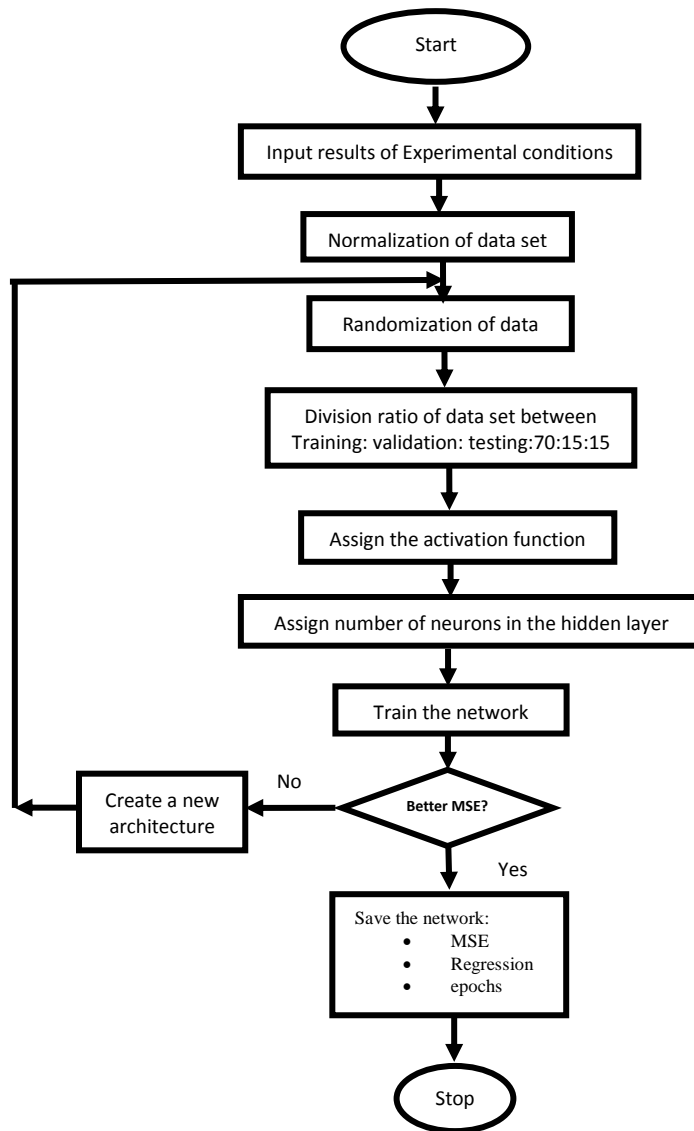 Start
Input results of Experimental conditions
Normalization of data set
Randomization of data
Division ratio of data set between
Training: validation: testing:70:15:15
Assign the activation function
Assign number of neurons in the hidden layer
Train the network
No
Create a new
architecture
Better MSE?
Yes
Save the network:
• MSE
• Regression
• epochs
Stop